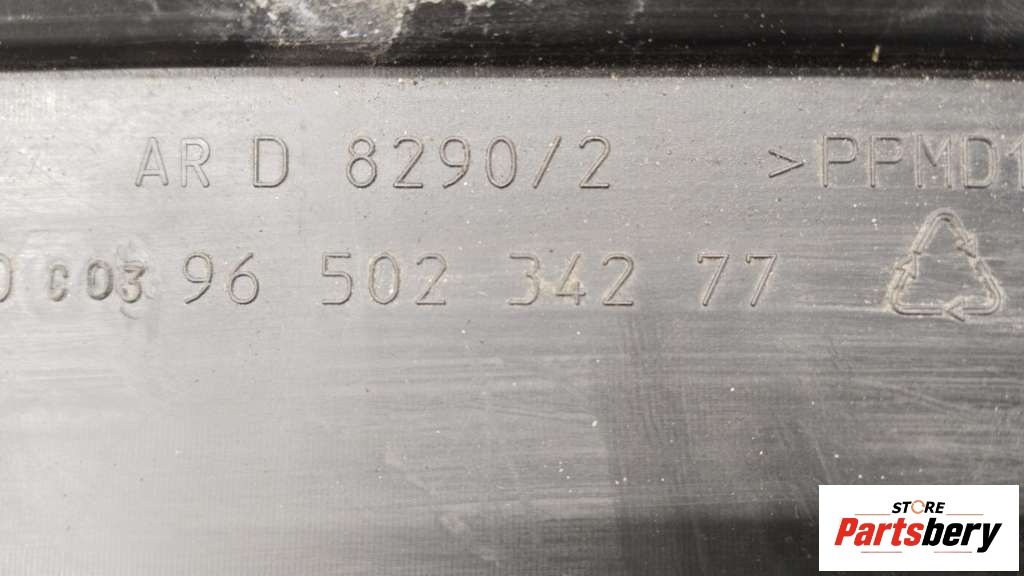 AR D 8290/2 >PPMD1
C03 96 502 342 77
STORE
Partsbery